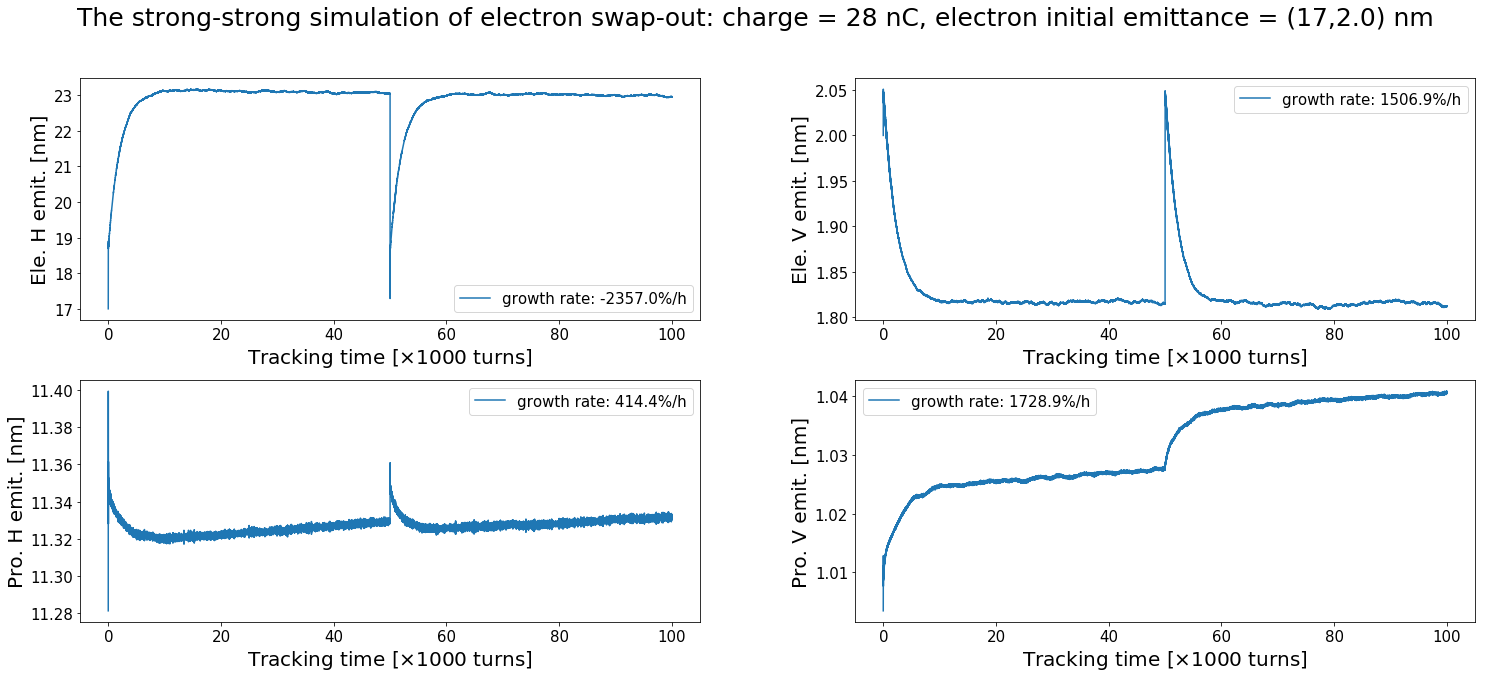 The strong-strong simulation of electron swap-out: charge = 28 nC, electron initial emittance = (17,2.0) nm
23
22
21
20
19
18
17
Ele. H emit. [nm]
growth rate: -2357.0%/h
0 20 40 60 80 100
Tracking time [×1000 turns]
2.05
2.00
1.95
1.90
1.85
1.80
Ele. V emit. [nm]
growth rate: 1506.9%/h
0 20 40 60 80 100
Tracking time [×1000 turns]
11.40
11.38
11.36
11.34
11.32
11.30
11.28
Pro. H emit. [nm]
growth rate: 414.4%/h
0 20 40 60 80 100
Tracking time [×1000 turns]
1.04
1.03
1.02
1.01
Pro. V emit. [nm]
growth rate: 1728.9%/h
0 20 40 60 80 100
Tracking time [×1000 turns]